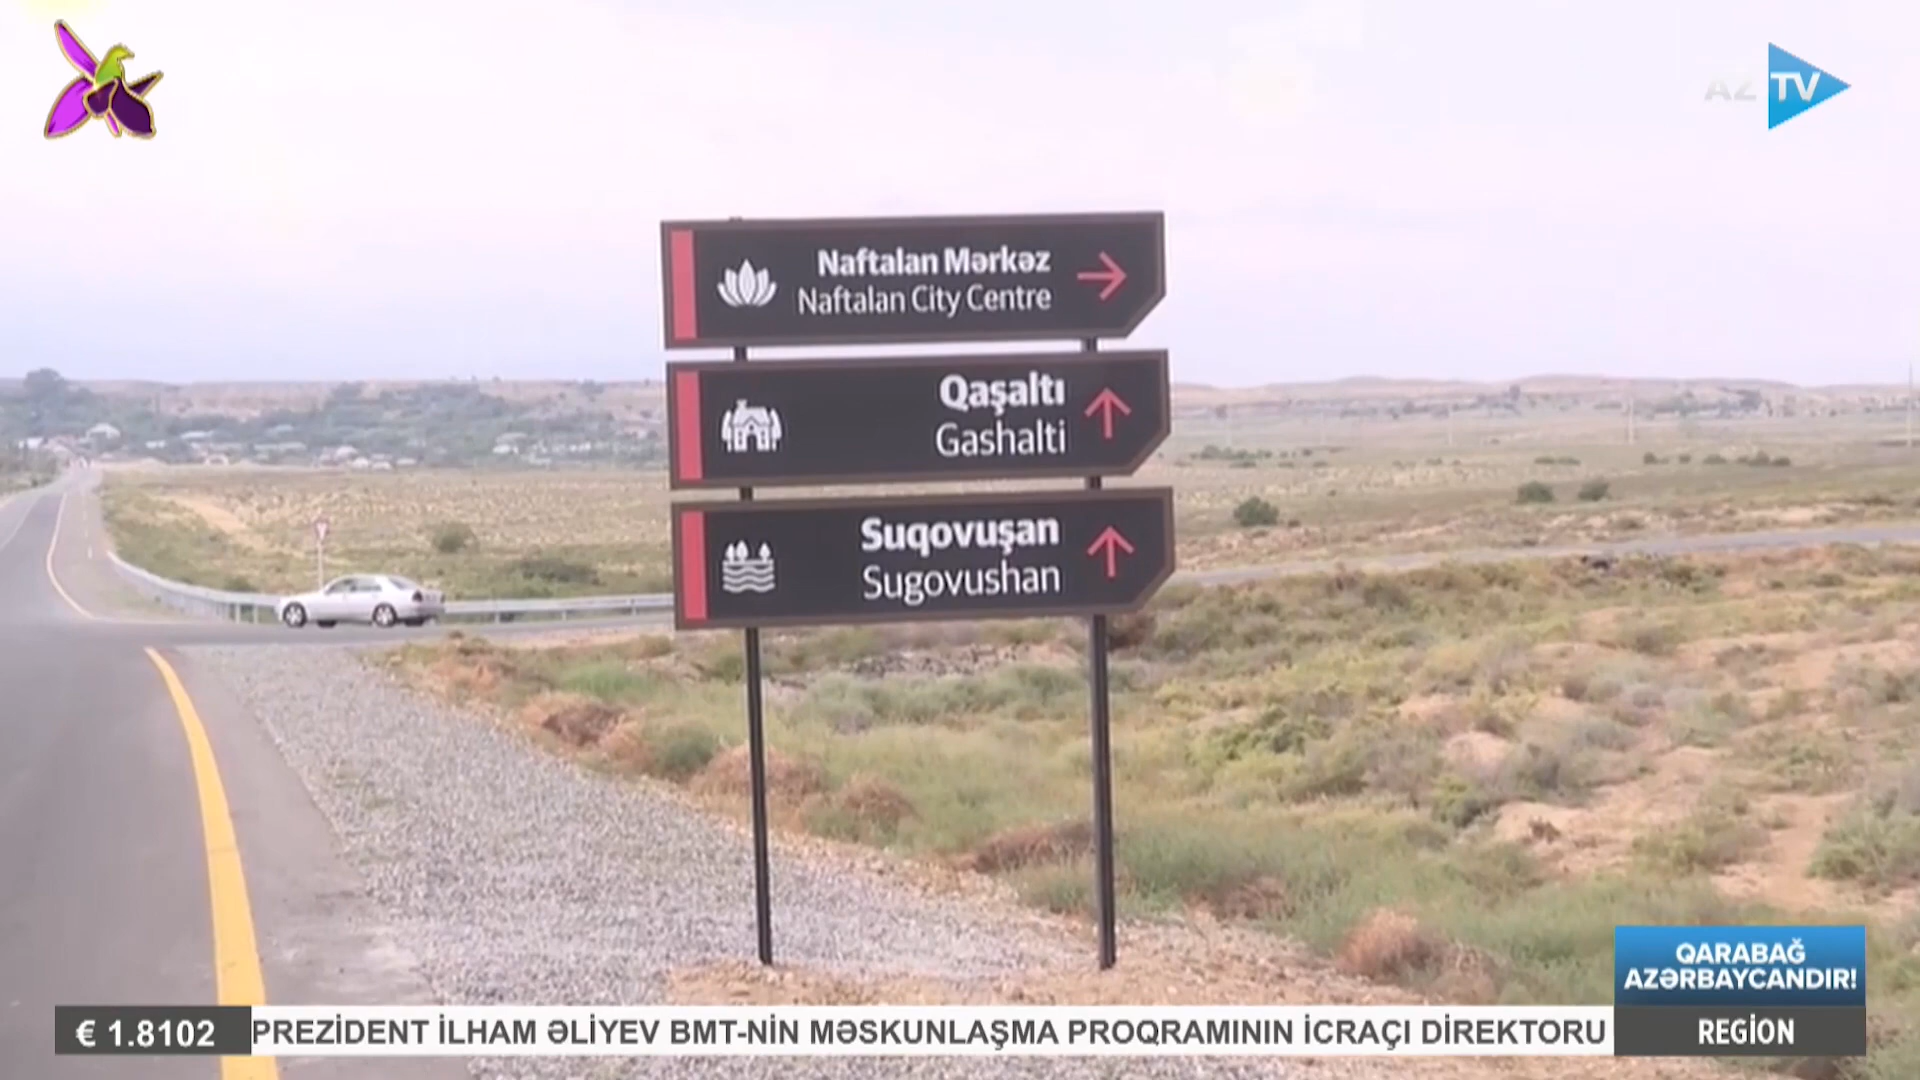 AZ TV
Naftalan Mərkəz
Naftalan City Centre
Qaşaltı
Gashalti
Suqovuşan
Sugovushan
QARABAĞ
AZƏRBAYCANDIR!
€ 1.8102 PREZİDENT İLHAM ƏLİYEV BMT-NİN MƏSKUNLAŞMA PROQRAMININ İCRAÇI DİREKTORU
REGİON